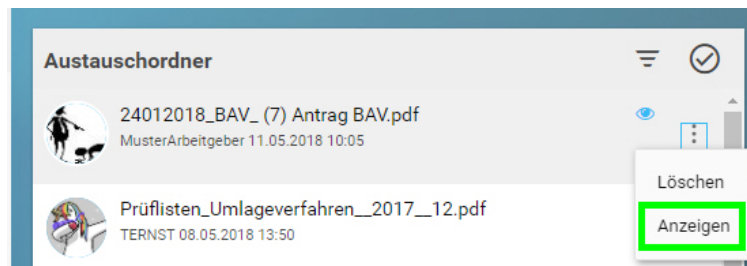 Austauschordner
24012018_BAV_ (7) Antrag BAV.pdf
MusterArbeitgeber 11.05.2018 10:05
Löschen
Prüflisten_Umlageverfahren__2017__12.pdf
Anzeigen
TERNST 08.05.2018 13:50